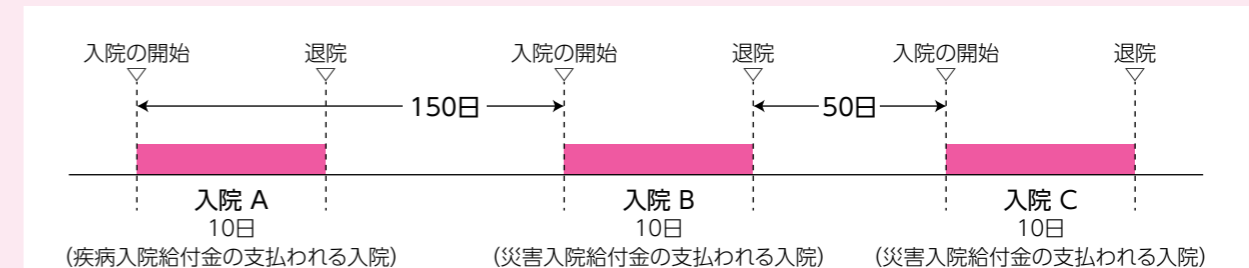 入院の開始 退院 入院の開始 退院 入院の開始 退院
150日 50日
入院 A 入院 B 入院 C
10日 10日 10日
(疾病入院給付金の支払われる入院) (災害入院給付金の支払われる入院) (災害入院給付金の支払われる入院)